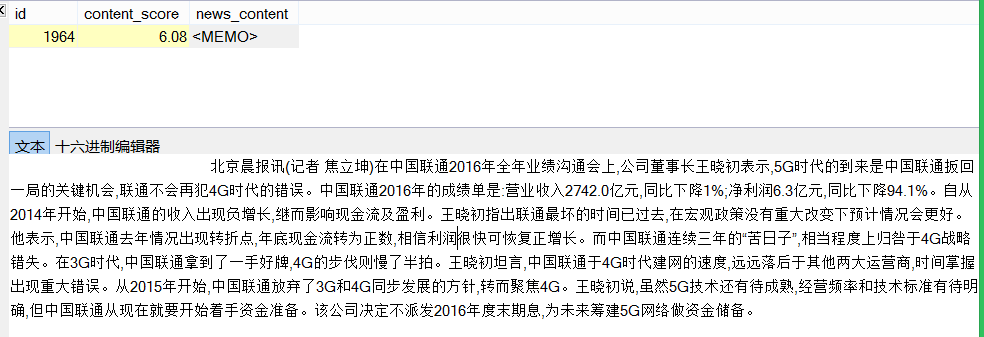 id content_score news_content
1964 6.08 <MEMO>
文本 十六进制编辑器
北京晨报讯(记者 焦立坤)在中国联通2016年全年业绩沟通会上,公司董事长王晓初表示,5G时代的到来是中国联通扳回
一局的关键机会,联通不会再犯4G时代的错误。中国联通2016年的成绩单是:营业收入2742.0亿元,同比下降1%;净利润6.3亿元,同比下降94.1%。自从
2014年开始,中国联通的收入出现负增长,继而影响现金流及盈利。王晓初指出联通最坏的时间已过去,在宏观政策没有重大改变下预计情况会更好。
他表示,中国联通去年情况出现转折点,年底现金流转为正数,相信利润很快可恢复正增长。而中国联通连续三年的“苦日子”,相当程度上归咎于4G战略
错失。在3G时代,中国联通拿到了一手好牌,4G的步伐则慢了半拍。王晓初坦言,中国联通于4G时代建网的速度,远远落后于其他两大运营商,时间掌握
出现重大错误。从2015年开始,中国联通放弃了3G和4G同步发展的方针,转而聚焦4G。王晓初说,虽然5G技术还有待成熟,经营频率和技术标准有待明
确,但中国联通从现在就要开始着手资金准备。该公司决定不派发2016年度末期息,为未来筹建5G网络做资金储备。